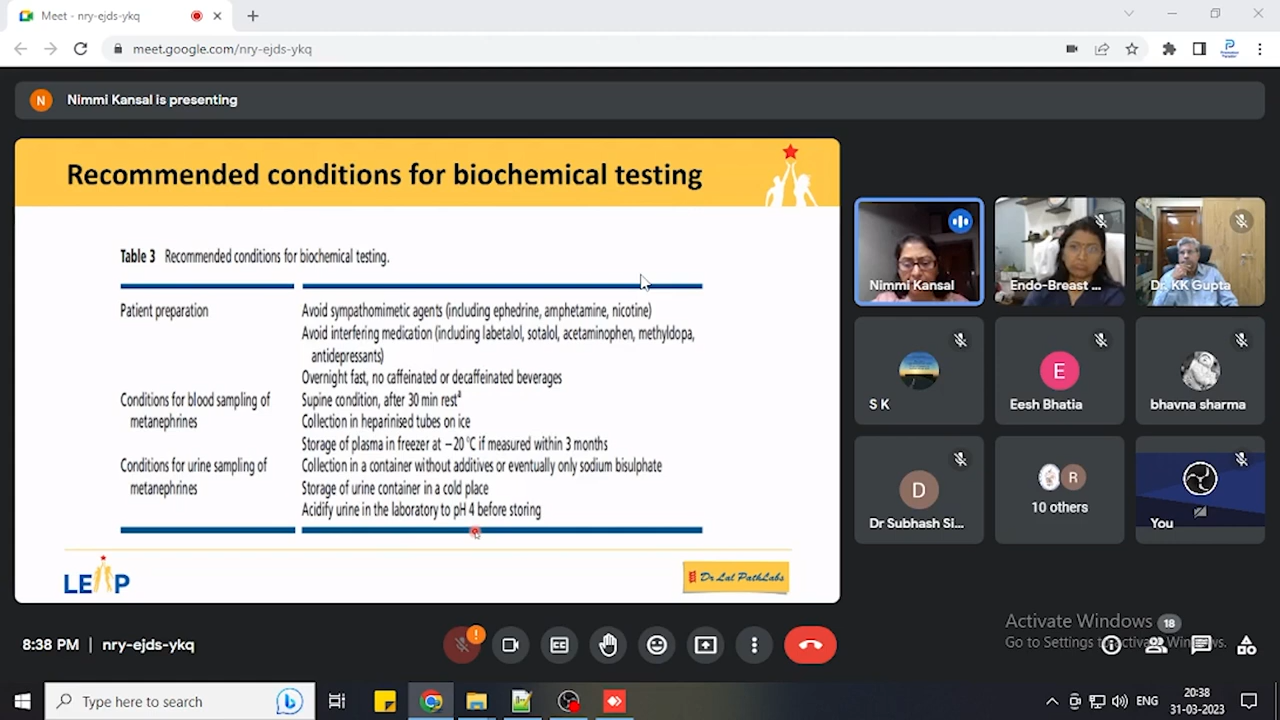 Meet - nry-ejds-ykq
meet.google.com/nry-ejds-ykq
N
Nimmi Kansal is presenting
Recommended conditions for biochemical testing
Table 3 Recommended conditions for biochemical testing.
Patient preparation Avoid sympathomimetic agents (including ephedrine, amphetamine, nicotine)
Avoid interfering medication (including labetalol, sotalol, acetaminophen, methyldopa,
antidepressants)
Overnight fast, no caffeinated or decaffeinated beverages
Conditions for blood sampling of Supine condition, after 30 min restª
metanephrines Collection in heparinised tubes on ice
Storage of plasma in freezer at −20 °C if measured within 3 months
Conditions for urine sampling of Collection in a container without additives or eventually only sodium bisulphate
metanephrines Storage of urine container in a cold place
Acidify urine in the laboratory to pH 4 before storing
LEAP
Dr Lal PathLabs
Nimmi Kansal
Endo-Breast ...
Dr. KK Gupta
S K
E
Eesh Bhatia
bhavna sharma
D
Dr Subhash Si...
R
10 others
You
8:38 PM | nry-ejds-ykq
Activate Windows
18
Go to Settings to activate Windows.
Type here to search
ENG
20:38
31-03-2023